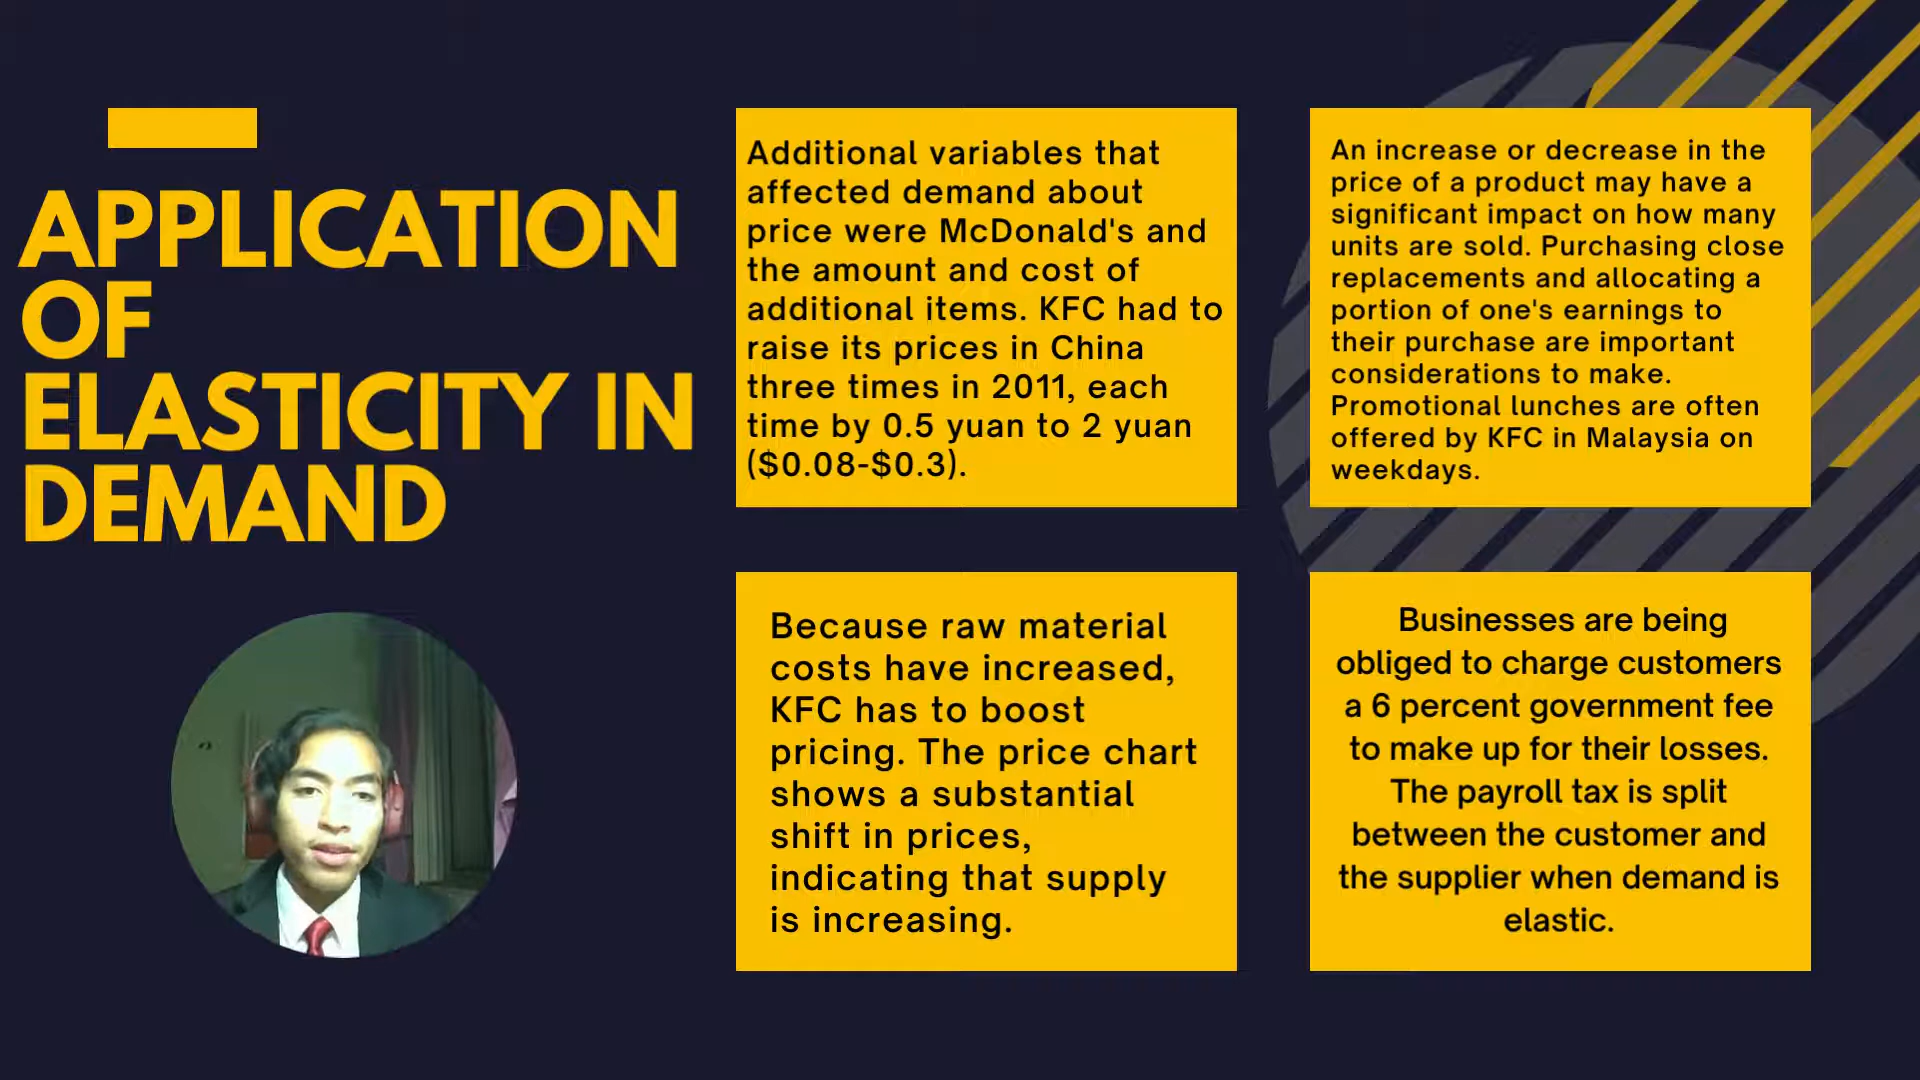 APPLICATION
OF
ELASTICITY IN
DEMAND
Additional variables that
affected demand about
price were McDonald's and
the amount and cost of
additional items. KFC had to
raise its prices in China
three times in 2011, each
time by 0.5 yuan to 2 yuan
($0.08-$0.3).
An increase or decrease in the
price of a product may have a
significant impact on how many
units are sold. Purchasing close
replacements and allocating a
portion of one's earnings to
their purchase are important
considerations to make.
Promotional lunches are often
offered by KFC in Malaysia on
weekdays.
Because raw material
costs have increased,
KFC has to boost
pricing. The price chart
shows a substantial
shift in prices,
indicating that supply
is increasing.
Businesses are being
obliged to charge customers
a 6 percent government fee
to make up for their losses.
The payroll tax is split
between the customer and
the supplier when demand is
elastic.